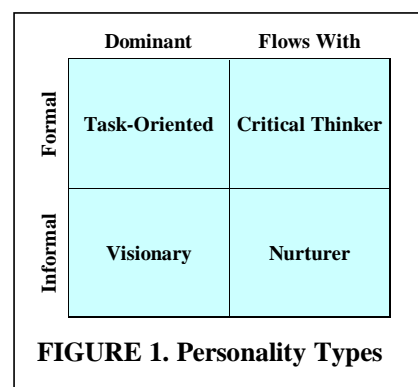 Dominant Flows With
Formal
Task-Oriented Critical Thinker
Informal
Visionary Nurturer
FIGURE 1. Personality Types